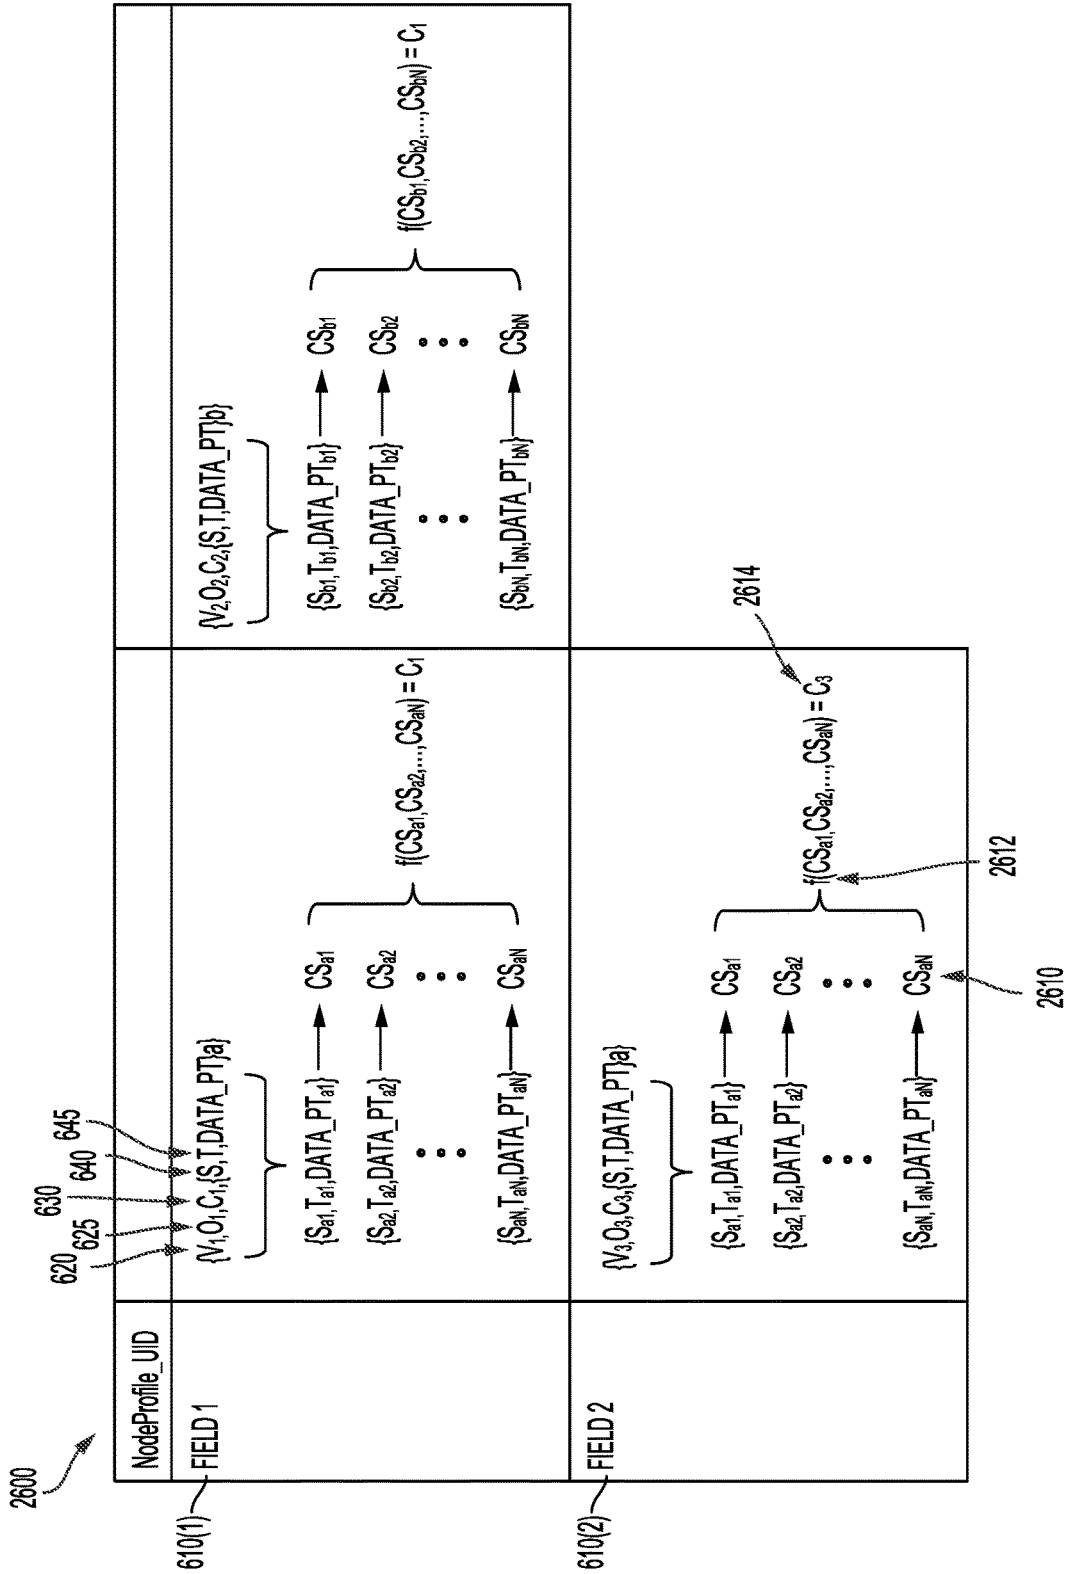 2600
NodeProfile_UID
610(1)
FIELD 1
620
625
630
640
645
{V1,O1,C1,{S,T,DATA_PT}a}
{Sa1,Ta1,DATA_PTa1} → CSa1
{Sa2,Ta2,DATA_PTa2} → CSa2
• • • • • •
{SaN,TaN,DATA_PTaN} → CSaN
f(CSa1,CSa2,...,CSaN) = C1
{V2,O2,C2,{S,T,DATA_PT}b}
{Sb1,Tb1,DATA_PTb1} → CSb1
{Sb2,Tb2,DATA_PTb2} → CSb2
• • • • • •
{SbN,TbN,DATA_PTbN} → CSbN
f(CSb1,CSb2,...,CSbN) = C1
610(2)
FIELD 2
{V3,O3,C3,{S,T,DATA_PT}a}
{Sa1,Ta1,DATA_PTa1} → CSa1
{Sa2,Ta2,DATA_PTa2} → CSa2
• • • • • •
{SaN,TaN,DATA_PTaN} → CSaN
f(CSa1,CSa2,...,CSaN) = C3
2610
2612
2614